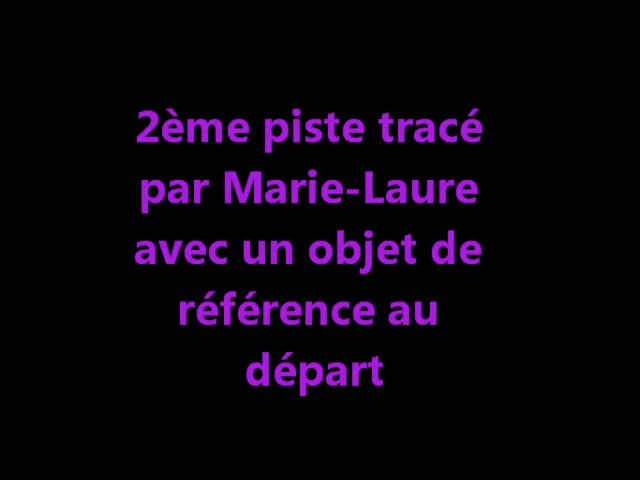 2ème piste tracé
par Marie-Laure
avec un objet de
référence au
départ